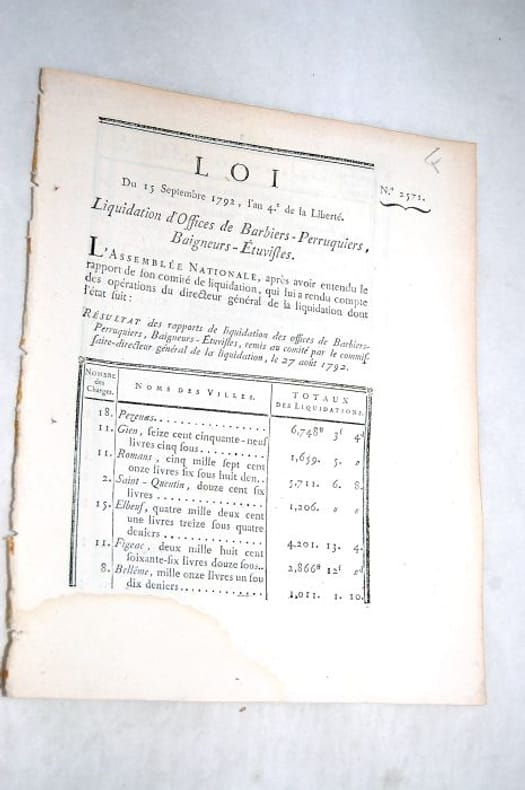 LOI
N.° 2571.
Du 15 Septembre 1792, l'an 4.e de la Liberté.
Liquidation d'Offices de Barbiers-Perruquiers,
Baigneurs-Étuvistes.
L'ASSEMBLÉE NATIONALE, après avoir entendu le
rapport de son comité de liquidation, qui lui a rendu compte
des opérations du directeur général de la liquidation dont
l'état suit :
RÉSULTAT des rapports de liquidation des offices de Barbiers-
Perruquiers, Baigneurs-Étuvistes, remis au comité par le commis-
saire-directeur général de la liquidation, le 27 août 1792.
NOMBRE des Charges. NOMS DES VILLES. TOTAUX DES LIQUIDATIONS.
18. Pezenas................ 6,748# 3s 4d
11. Gien, seize cent cinquante-neuf
livres cinq sous........... 1,659. 5. "
11. Romans, cinq mille sept cent
onze livres six sous huit den.. 5,711. 6. 8.
2. Saint-Quentin, douze cent six
livres ................ 1,206. " "
15. Elbeuf, quatre mille deux cent
une livres treize sous quatre
deniers............... 4,201. 13. 4.
11. Figeac, deux mille huit cent
soixante-six livres douze sous.. 2,866# 12s "d
8. Bellême, mille onze livres un sou
dix deniers............. 1,011. 1. 10.